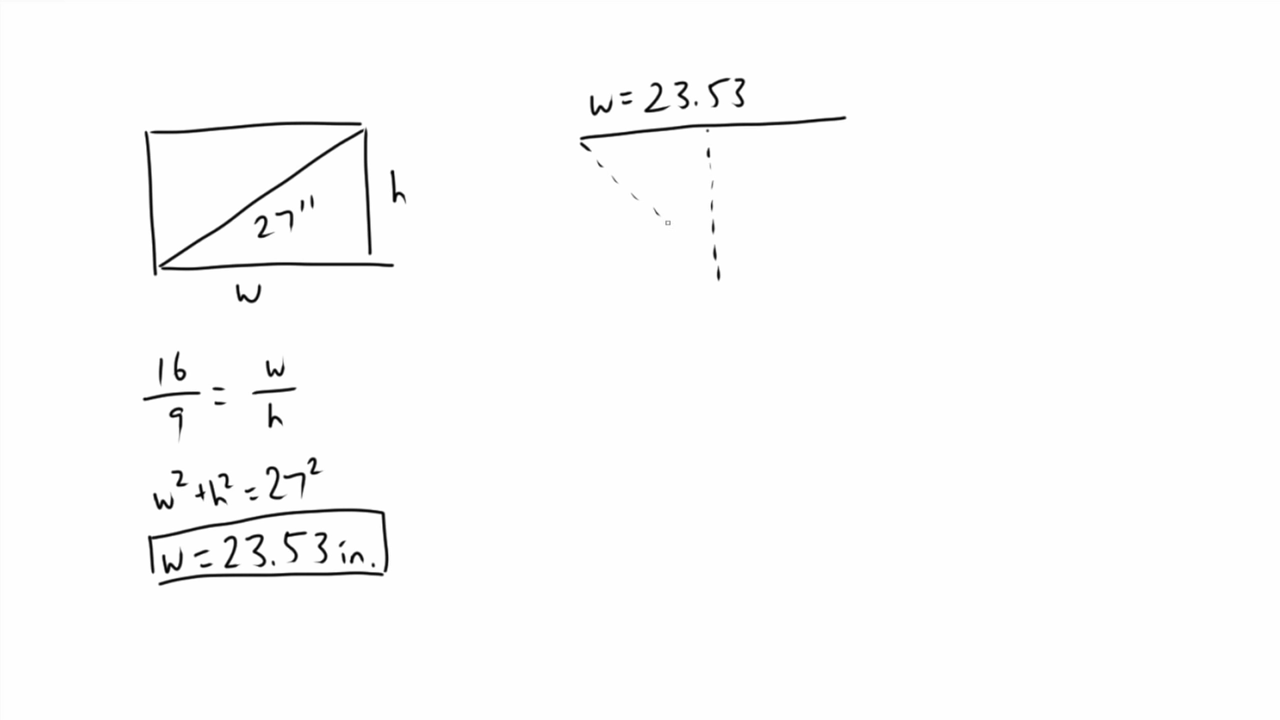 w = 23.53
h
27"
w
16/9 = w/h
w² + h² = 27²
w = 23.53 in.